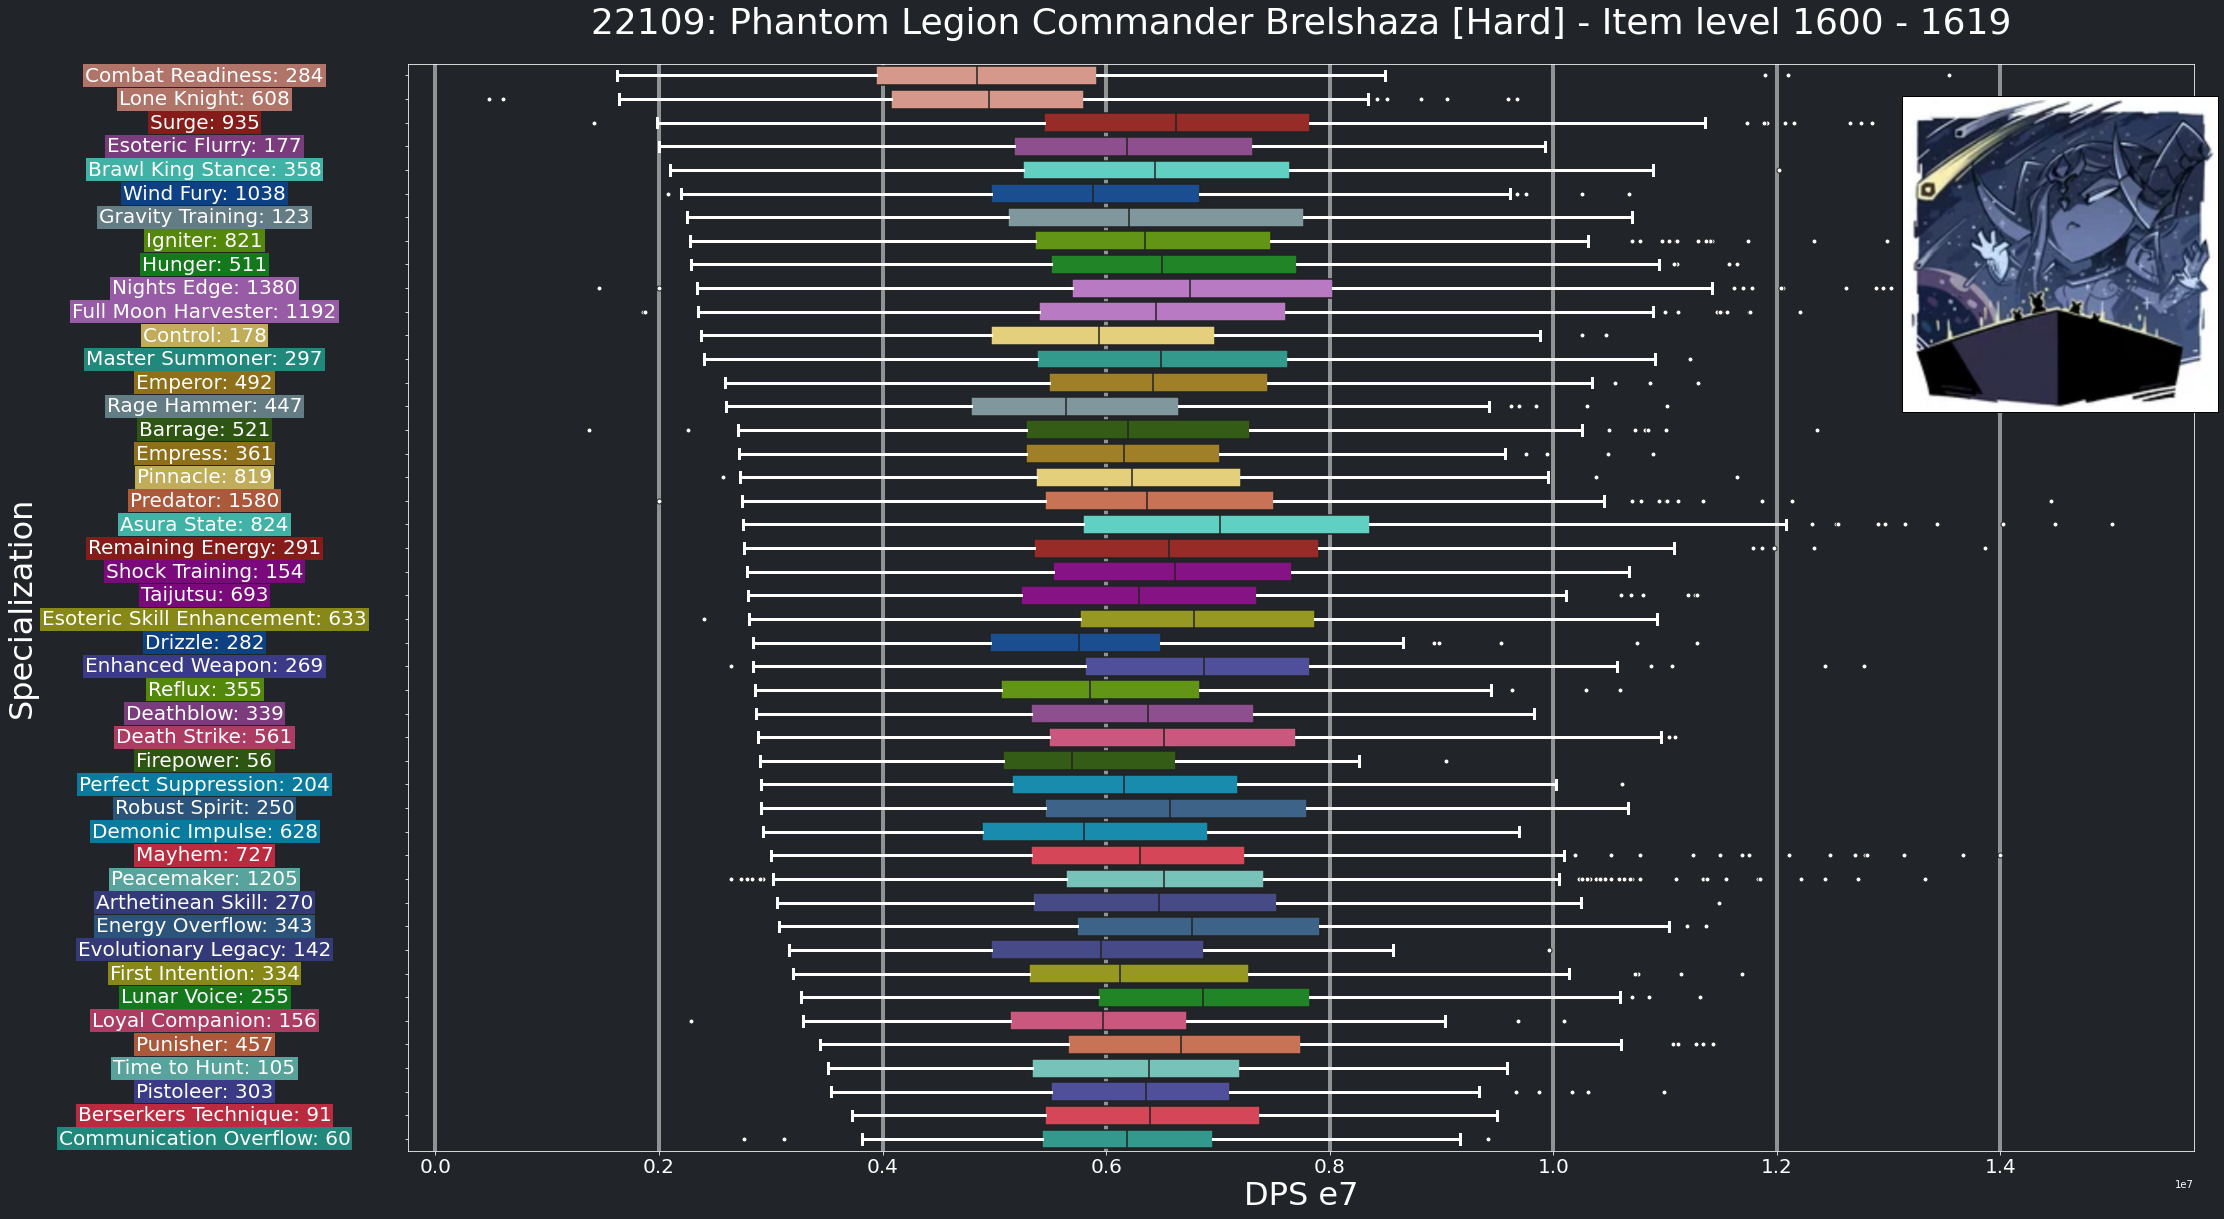 22109: Phantom Legion Commander Brelshaza [Hard] - Item level 1600 - 1619
Specialization
Combat Readiness: 284
Lone Knight: 608
Surge: 935
Esoteric Flurry: 177
Brawl King Stance: 358
Wind Fury: 1038
Gravity Training: 123
Igniter: 821
Hunger: 511
Nights Edge: 1380
Full Moon Harvester: 1192
Control: 178
Master Summoner: 297
Emperor: 492
Rage Hammer: 447
Barrage: 521
Empress: 361
Pinnacle: 819
Predator: 1580
Asura State: 824
Remaining Energy: 291
Shock Training: 154
Taijutsu: 693
Esoteric Skill Enhancement: 633
Drizzle: 282
Enhanced Weapon: 269
Reflux: 355
Deathblow: 339
Death Strike: 561
Firepower: 56
Perfect Suppression: 204
Robust Spirit: 250
Demonic Impulse: 628
Mayhem: 727
Peacemaker: 1205
Arthetinean Skill: 270
Energy Overflow: 343
Evolutionary Legacy: 142
First Intention: 334
Lunar Voice: 255
Loyal Companion: 156
Punisher: 457
Time to Hunt: 105
Pistoleer: 303
Berserkers Technique: 91
Communication Overflow: 60
0.0 0.2 0.4 0.6 0.8 1.0 1.2 1.4
DPS e7
1e7